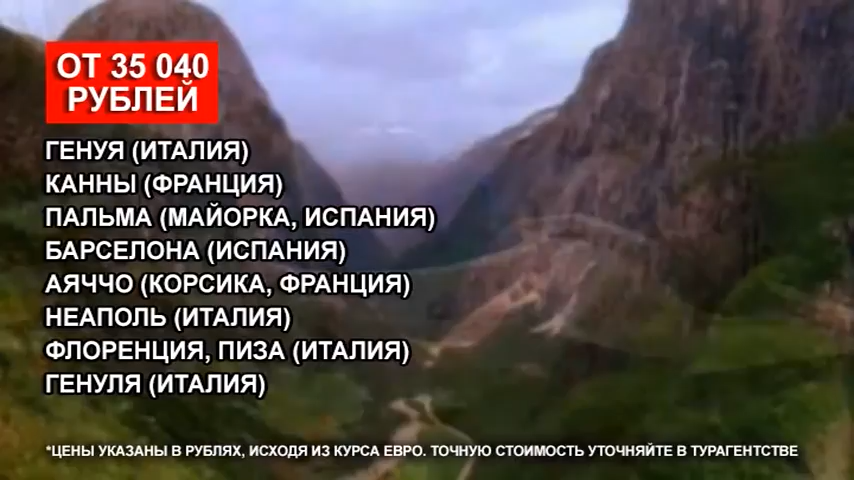 ОТ 35 040
РУБЛЕЙ
ГЕНУЯ (ИТАЛИЯ)
КАННЫ (ФРАНЦИЯ)
ПАЛЬМА (МАЙОРКА, ИСПАНИЯ)
БАРСЕЛОНА (ИСПАНИЯ)
АЯЧЧО (КОРСИКА, ФРАНЦИЯ)
НЕАПОЛЬ (ИТАЛИЯ)
ФЛОРЕНЦИЯ, ПИЗА (ИТАЛИЯ)
ГЕНУЛЯ (ИТАЛИЯ)
*ЦЕНЫ УКАЗАНЫ В РУБЛЯХ, ИСХОДЯ ИЗ КУРСА ЕВРО. ТОЧНУЮ СТОИМОСТЬ УТОЧНЯЙТЕ В ТУРАГЕНТСТВЕ